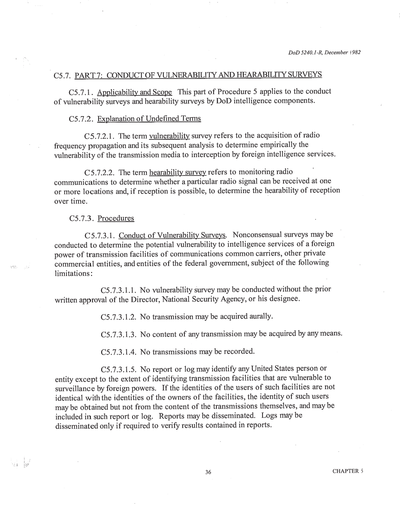 DoD 5240.1-R, December 1982
C5.7. PART 7: CONDUCT OF VULNERABILITY AND HEARABILITY SURVEYS
C5.7.1. Applicability and Scope This part of Procedure 5 applies to the conduct
of vulnerability surveys and hearability surveys by DoD intelligence components.
C5.7.2. Explanation of Undefined Terms
C5.7.2.1. The term vulnerability survey refers to the acquisition of radio
frequency propagation and its subsequent analysis to determine empirically the
vulnerability of the transmission media to interception by foreign intelligence services.
C5.7.2.2. The term hearability survey refers to monitoring radio
communications to determine whether a particular radio signal can be received at one
or more locations and, if reception is possible, to determine the hearability of reception
over time.
C5.7.3. Procedures
C5.7.3.1. Conduct of Vulnerability Surveys. Nonconsensual surveys may be
conducted to determine the potential vulnerability to intelligence services of a foreign
power of transmission facilities of communications common carriers, other private
commercial entities, and entities of the federal government, subject of the following
limitations:
C5.7.3.1.1. No vulnerability survey may be conducted without the prior
written approval of the Director, National Security Agency, or his designee.
C5.7.3.1.2. No transmission may be acquired aurally.
C5.7.3.1.3. No content of any transmission may be acquired by any means.
C5.7.3.1.4. No transmissions may be recorded.
C5.7.3.1.5. No report or log may identify any United States person or
entity except to the extent of identifying transmission facilities that are vulnerable to
surveillance by foreign powers. If the identities of the users of such facilities are not
identical with the identities of the owners of the facilities, the identity of such users
may be obtained but not from the content of the transmissions themselves, and may be
included in such report or log. Reports may be disseminated. Logs may be
disseminated only if required to verify results contained in reports.
36
CHAPTER 5